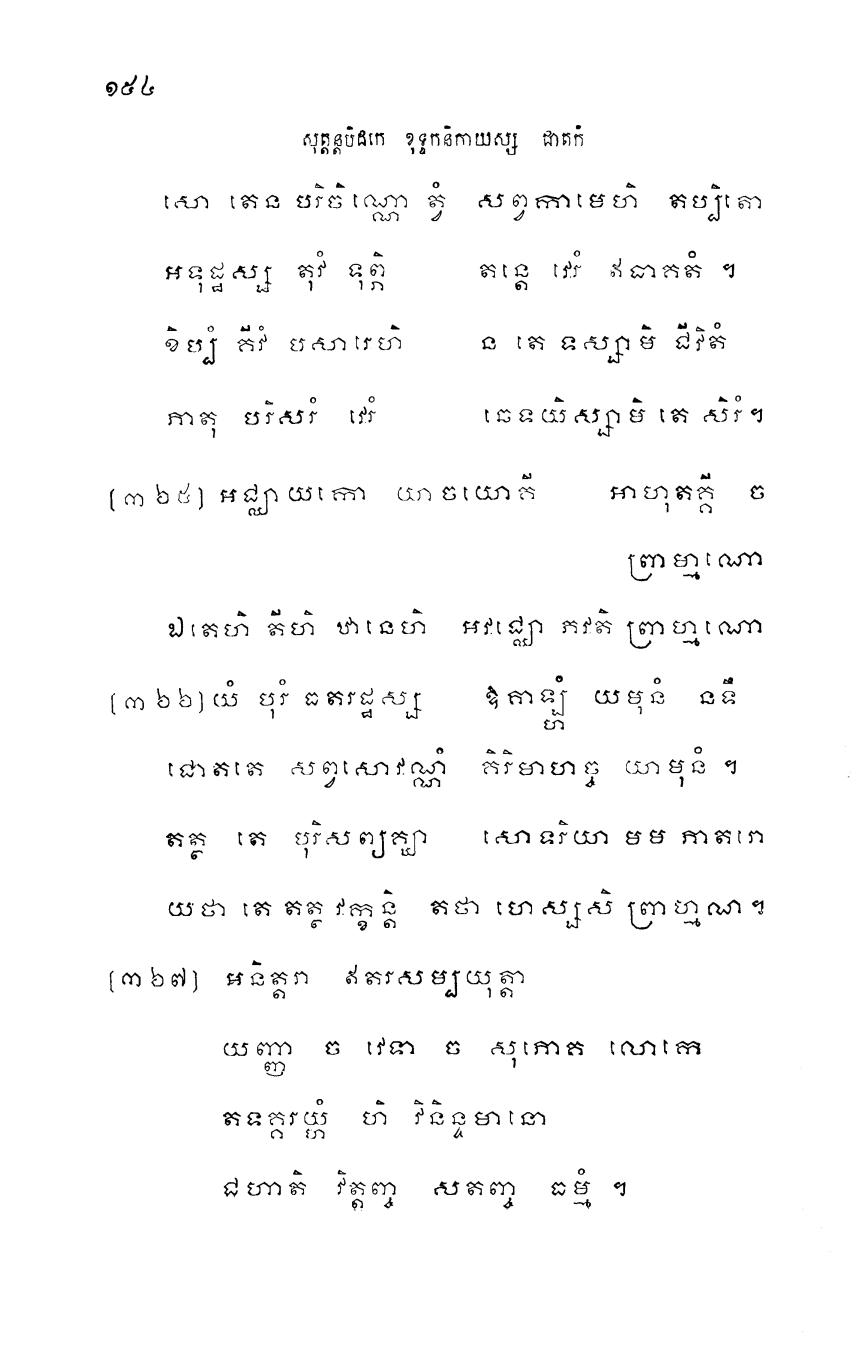 ១៥៤
សុត្តន្តបិដកេ ខុទ្ទកនិកាយស្ស ជាតកំ
សោ តេន បរិចិណ្ណោ ត្វំ សព្វកាមេហិ តប្បិតោ
អទុដ្ឋស្ស តុវំ ទុព្ភិ តន្តេ វេរំ ឥធាគតំ ។
ខិប្បំ គីវំ បសារេហិ ន តេ ទស្សាមិ ជីវិតំ
ភាតុ បរិសរំ វេរំ ឆេទយិស្សាមិ តេ សិរំ។
[៣៦៥] អជ្ឈាយកោ យាចយោគី អាហុតគ្គី ច
ព្រាហ្មណោ
ឯតេហិ តីហិ ឋានេហិ អវជ្ឈោ ភវតិ ព្រាហ្មណោ
[៣៦៦] យំ បុរំ ធតរដ្ឋស្ស ឱគាឡ្ហំ យមុនំ នទី
ជោតតេ សព្វសោវណ្ណំ គិរិមាហច្ច យាមុនំ ។
តត្ថ តេ បុរិសព្យគ្ឃា សោទរិយា មម ភាតរោ
យថា តេ តត្ថ វក្ខន្តិ តថា ហេស្សសិ ព្រាហ្មណ។
[៣៦៧] អនិត្តរា ឥតរសម្បយុត្តា
យញ្ញា ច វេទា ច សុភោគ លោកេ
តទគ្គរយ្ហំ ហិ វិនិន្ទមានោ
ជហាតិ វិត្តញ្ច សតញ្ច ធម្មំ ។